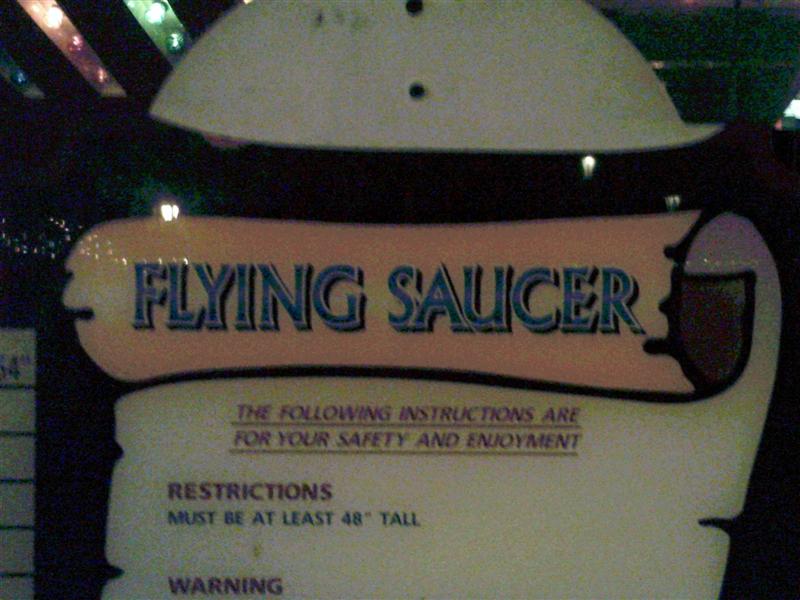 FLYING SAUCER
54"
THE FOLLOWING INSTRUCTIONS ARE
FOR YOUR SAFETY AND ENJOYMENT
RESTRICTIONS
MUST BE AT LEAST 48" TALL
WARNING